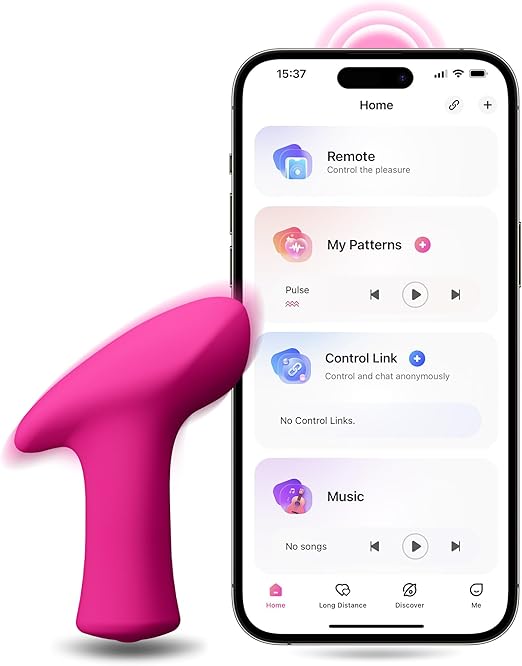 15:37
Home
Remote
Control the pleasure
My Patterns
Pulse
Control Link
Control and chat anonymously
No Control Links.
Music
No songs
Home
Long Distance
Discover
Me